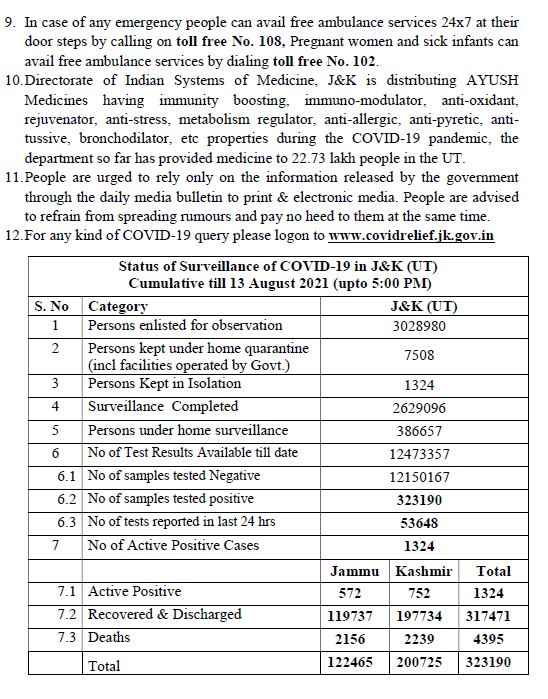 9. In case of any emergency people can avail free ambulance services 24x7 at their
door steps by calling on toll free No. 108, Pregnant women and sick infants can
avail free ambulance services by dialing toll free No. 102.
10.Directorate of Indian Systems of Medicine, J&K is distributing AYUSH
Medicines having immunity boosting, immuno-modulator, anti-oxidant,
rejuvenator, anti-stress, metabolism regulator, anti-allergic, anti-pyretic, anti-
tussive, bronchodilator, etc properties during the COVID-19 pandemic, the
department so far has provided medicine to 22.73 lakh people in the UT.
11.People are urged to rely only on the information released by the government
through the daily media bulletin to print & electronic media. People are advised
to refrain from spreading rumours and pay no heed to them at the same time.
12.For any kind of COVID-19 query please logon to www.covidrelief.jk.gov.in
Status of Surveillance of COVID-19 in J&K (UT)
Cumulative till 13 August 2021 (upto 5:00 PM)
S. No Category J&K (UT)
1 Persons enlisted for observation 3028980
2 Persons kept under home quarantine
(incl facilities operated by Govt.) 7508
3 Persons Kept in Isolation 1324
4 Surveillance Completed 2629096
5 Persons under home surveillance 386657
6 No of Test Results Available till date 12473357
6.1 No of samples tested Negative 12150167
6.2 No of samples tested positive 323190
6.3 No of tests reported in last 24 hrs 53648
7 No of Active Positive Cases 1324
Jammu Kashmir Total
7.1 Active Positive 572 752 1324
7.2 Recovered & Discharged 119737 197734 317471
7.3 Deaths 2156 2239 4395
Total 122465 200725 323190